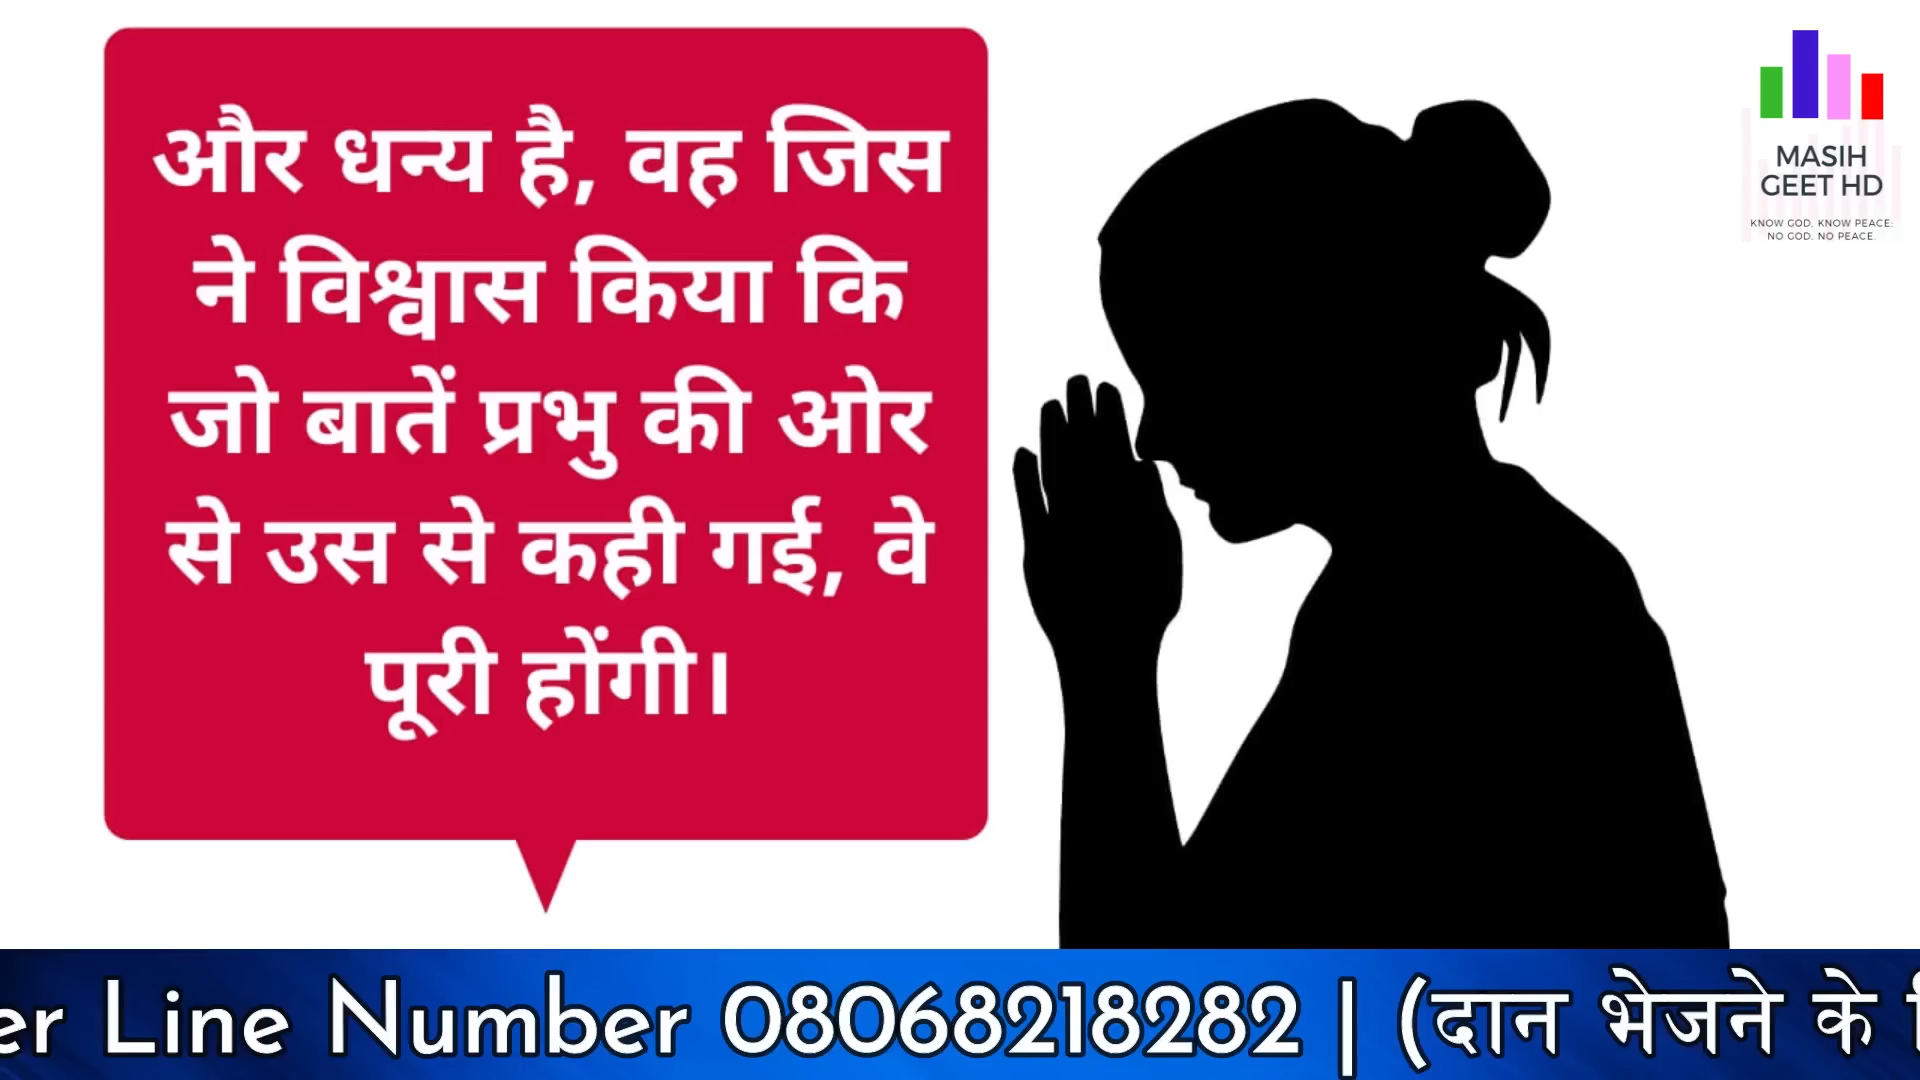 और धन्य है, वह जिस
ने विश्वास किया कि
जो बातें प्रभु की ओर
से उस से कही गई, वे
पूरी होंगी।
MASIH
GEET HD
KNOW GOD, KNOW PEACE:
NO GOD, NO PEACE.
er Line Number 08068218282 | (दान भेजने के